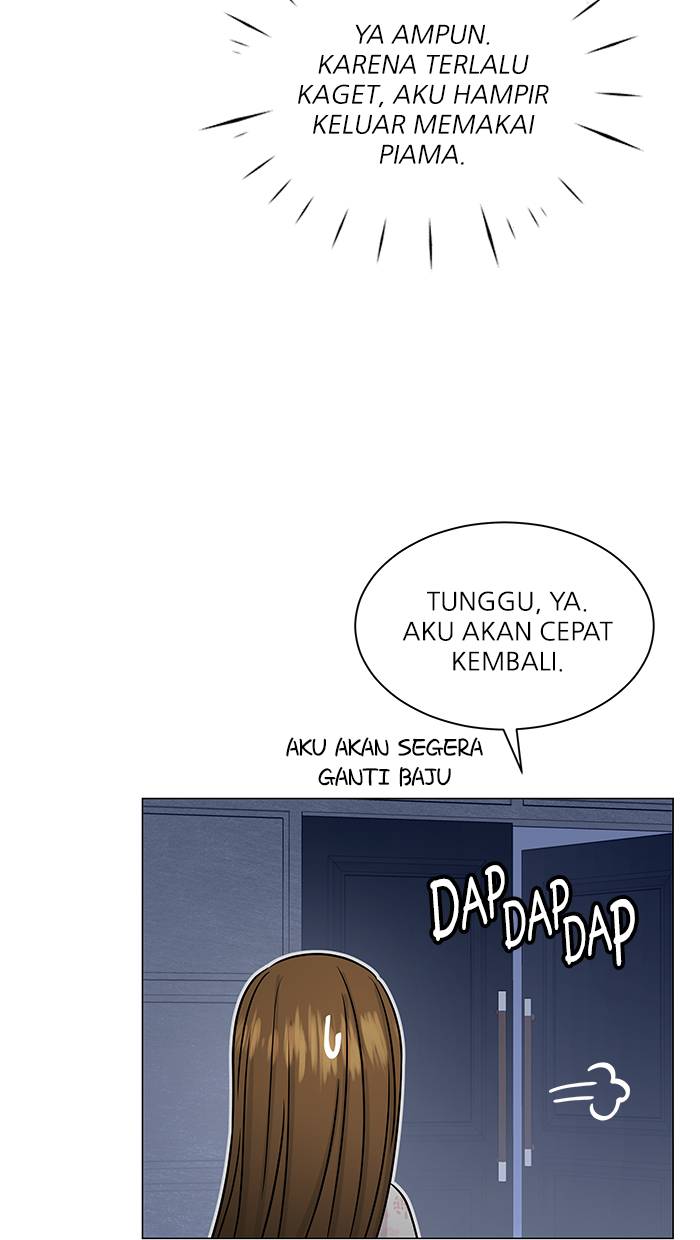 YA AMPUN.
KARENA TERLALU
KAGET, AKU HAMPIR
KELUAR MEMAKAI
PIAMA.
TUNGGU, YA.
AKU AKAN CEPAT
KEMBALI.
AKU AKAN SEGERA
GANTI BAJU
DAP DAP DAP